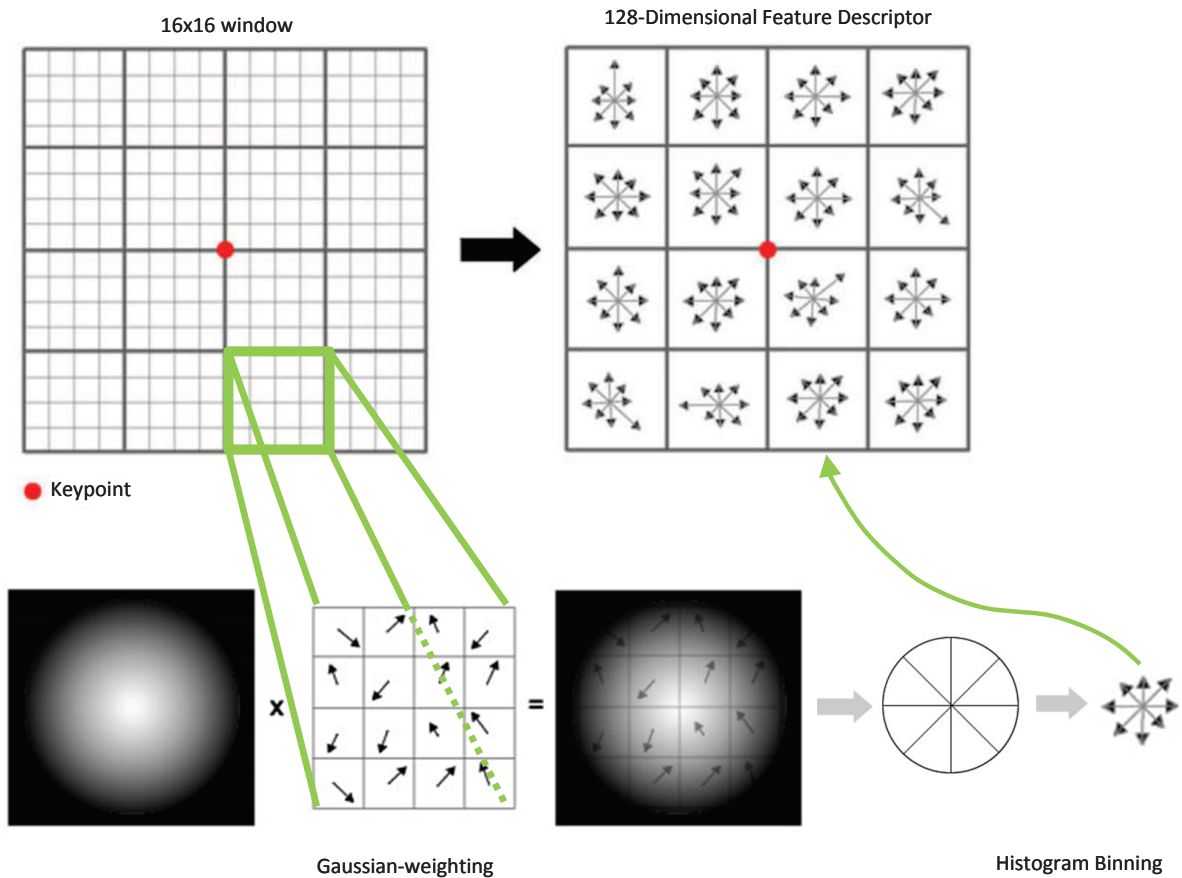 16x16 window
128-Dimensional Feature Descriptor
Keypoint
x
=
Gaussian-weighting
Histogram Binning